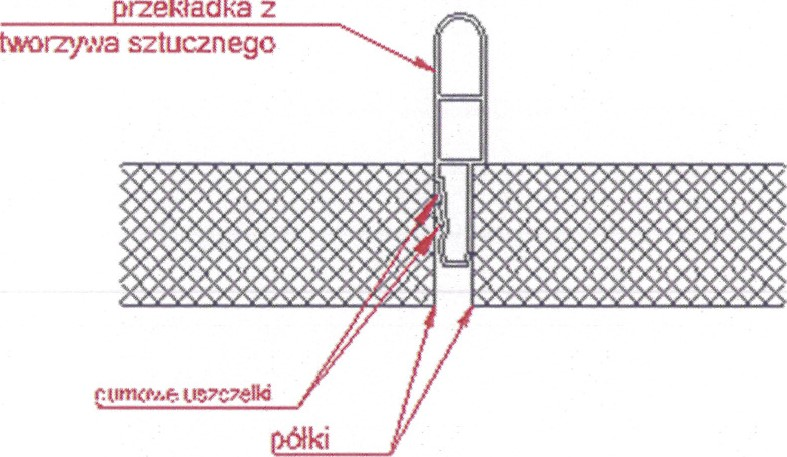 przekładka z
tworzywa sztucznego
gumowe uszczelki
półki